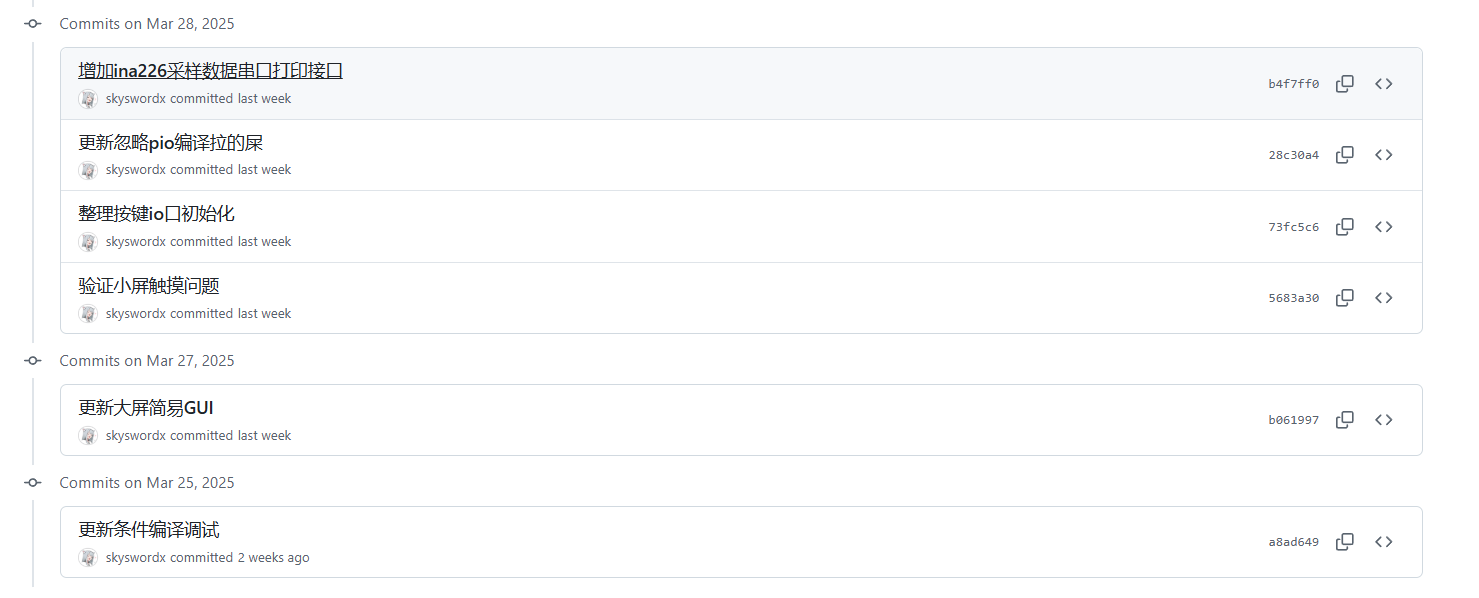 Commits on Mar 28, 2025
增加ina226采样数据串口打印接口
skyswordx committed last week
b4f7ff0
更新忽略pio编译拉的屎
skyswordx committed last week
28c30a4
整理按键io口初始化
skyswordx committed last week
73fc5c6
验证小屏触摸问题
skyswordx committed last week
5683a30
Commits on Mar 27, 2025
更新大屏简易GUI
skyswordx committed last week
b061997
Commits on Mar 25, 2025
更新条件编译调试
skyswordx committed 2 weeks ago
a8ad649